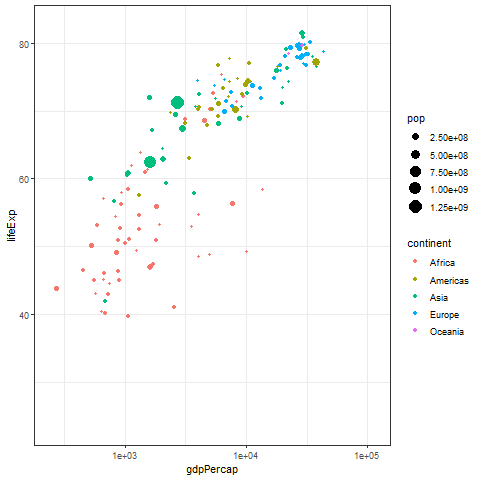 80
60
40
lifeExp
1e+03
1e+04
1e+05
gdpPercap
pop
2.50e+08
5.00e+08
7.50e+08
1.00e+09
1.25e+09
continent
Africa
Americas
Asia
Europe
Oceania